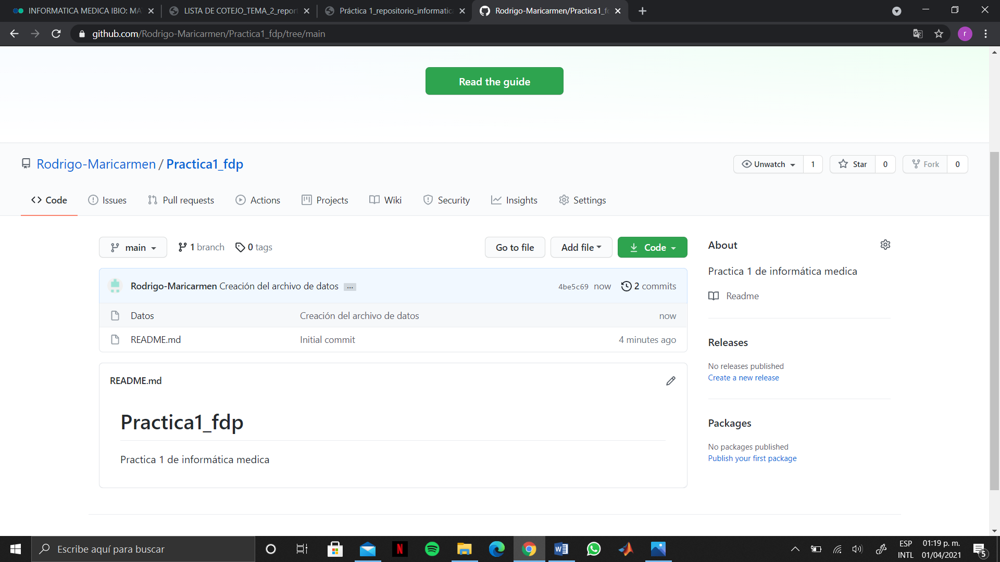 INFORMATICA MEDICA IBIO: MA
LISTA DE COTEJO_TEMA_2_repor
Práctica 1_repositorio_informatica
Rodrigo-Maricarmen/Practica1_fd
github.com/Rodrigo-Maricarmen/Practica1_fdp/tree/main
r
Read the guide
Rodrigo-Maricarmen / Practica1_fdp
Unwatch 1
Star 0
Fork 0
Code
Issues
Pull requests
Actions
Projects
Wiki
Security
Insights
Settings
main
1 branch
0 tags
Go to file
Add file
Code
Rodrigo-Maricarmen Creación del archivo de datos ...
4be5c69 now
2 commits
Datos
Creación del archivo de datos
now
README.md
Initial commit
4 minutes ago
README.md
Practica1_fdp
Practica 1 de informática medica
About
Practica 1 de informática medica
Readme
Releases
No releases published
Create a new release
Packages
No packages published
Publish your first package
Escribe aquí para buscar
N
W
ESP
INTL
01:19 p. m.
01/04/2021
5